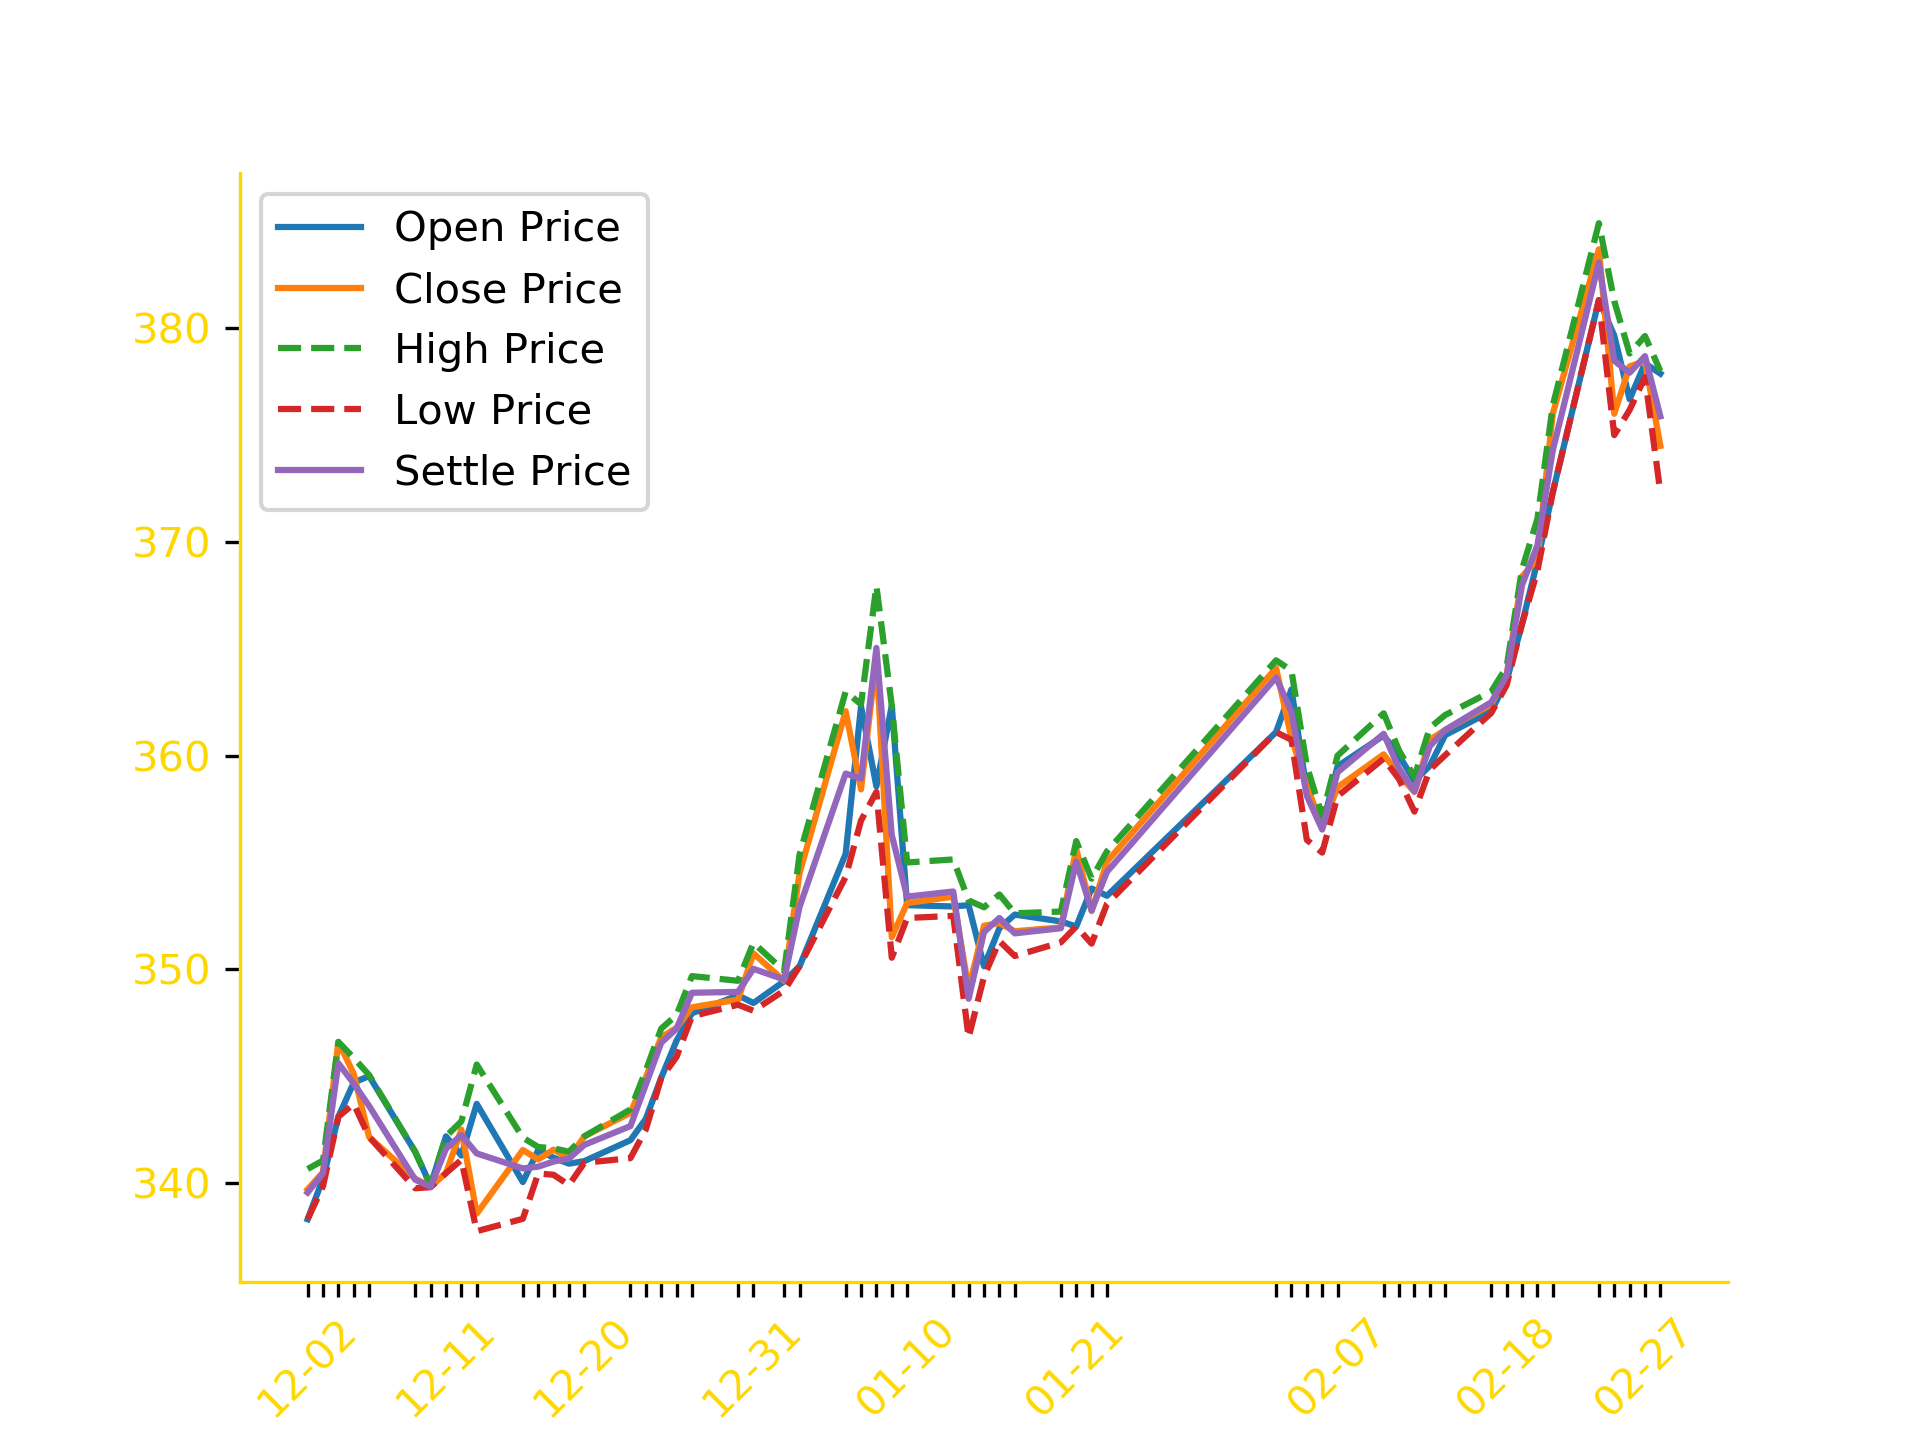 Open Price
Close Price
High Price
Low Price
Settle Price
380
370
360
350
340
12-02
12-11
12-20
12-31
01-10
01-21
02-07
02-18
02-27